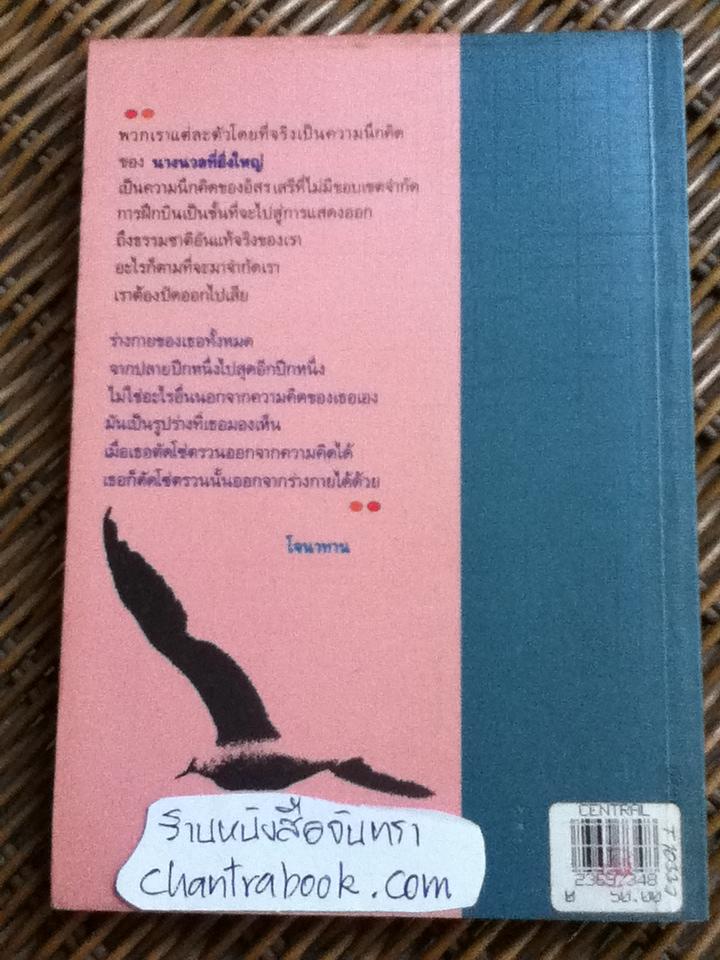 พวกเราแต่ละตัวโดยที่จริงเป็นความนึกคิด
ของ นางนวลที่ยิ่งใหญ่
เป็นความนึกคิดของอิสรเสรีที่ไม่มีขอบเขตจำกัด
การฝึกบินเป็นขั้นที่จะไปสู่การแสดงออก
ถึงธรรมชาติอันแท้จริงของเรา
อะไรก็ตามที่จะมาจำกัดเรา
เราต้องปัดออกไปเสีย
ร่างกายของเธอทั้งหมด
จากปลายปีกหนึ่งไปสุดอีกปีกหนึ่ง
ไม่ใช่อะไรอื่นนอกจากความคิดของเธอเอง
มันเป็นรูปร่างที่เธอมองเห็น
เมื่อเธอตัดโซ่ตรวนออกจากความคิดได้
เธอก็ตัดโซ่ตรวนนั้นออกจากร่างกายได้ด้วย
โจนาทาน
ร้านหนังสือจันทรา
chantrabook.com
CENTRAL
50.00